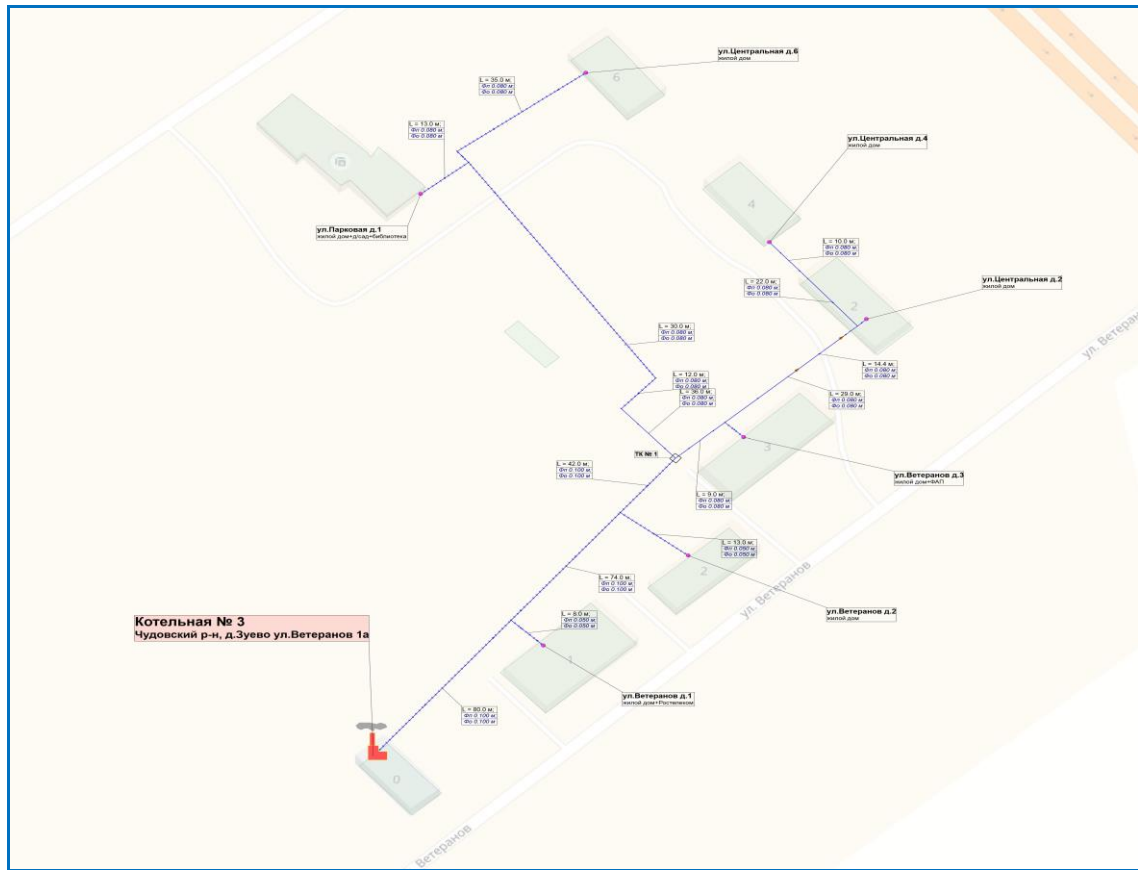 ул.Центральная д.6
жилой дом
6
L = 35.0 м;
Фп 0.080 м
Фо 0.080 м
L = 13.0 м;
Фп 0.080 м
Фо 0.080 м
ул.Центральная д.4
жилой дом
4
ул.Парковая д.1
жилой дом+д/сад+библиотека
L = 10.0 м;
Фп 0.080 м
Фо 0.080 м
L = 22.0 м;
Фп 0.080 м
Фо 0.080 м
ул.Центральная д.2
жилой дом
2
ул. Ветеранов
L = 30.0 м;
Фп 0.080 м
Фо 0.080 м
L = 14.4 м;
Фп 0.080 м
Фо 0.080 м
L = 12.0 м;
Фп 0.080 м
Фо 0.080 м
L = 36.0 м;
Фп 0.080 м
Фо 0.080 м
L = 29.0 м;
Фп 0.080 м
Фо 0.080 м
3
ТК № 1
L = 42.0 м;
Фп 0.100 м
Фо 0.100 м
ул.Ветеранов д.3
жилой дом+ФАП
L = 9.0 м;
Фп 0.080 м
Фо 0.080 м
L = 13.0 м;
Фп 0.050 м
Фо 0.050 м
2
L = 74.0 м;
Фп 0.100 м
Фо 0.100 м
ул. Ветеранов
ул.Ветеранов д.2
жилой дом
Котельная № 3
Чудовский р-н, д.Зуево ул.Ветеранов 1а
Фп 0.050 м
Фо 0.050 м
1
ул.Ветеранов д.1
жилой дом+Ростелеком
L = 80.0 м;
Фп 0.100 м
Фо 0.100 м
0
Ветеранов